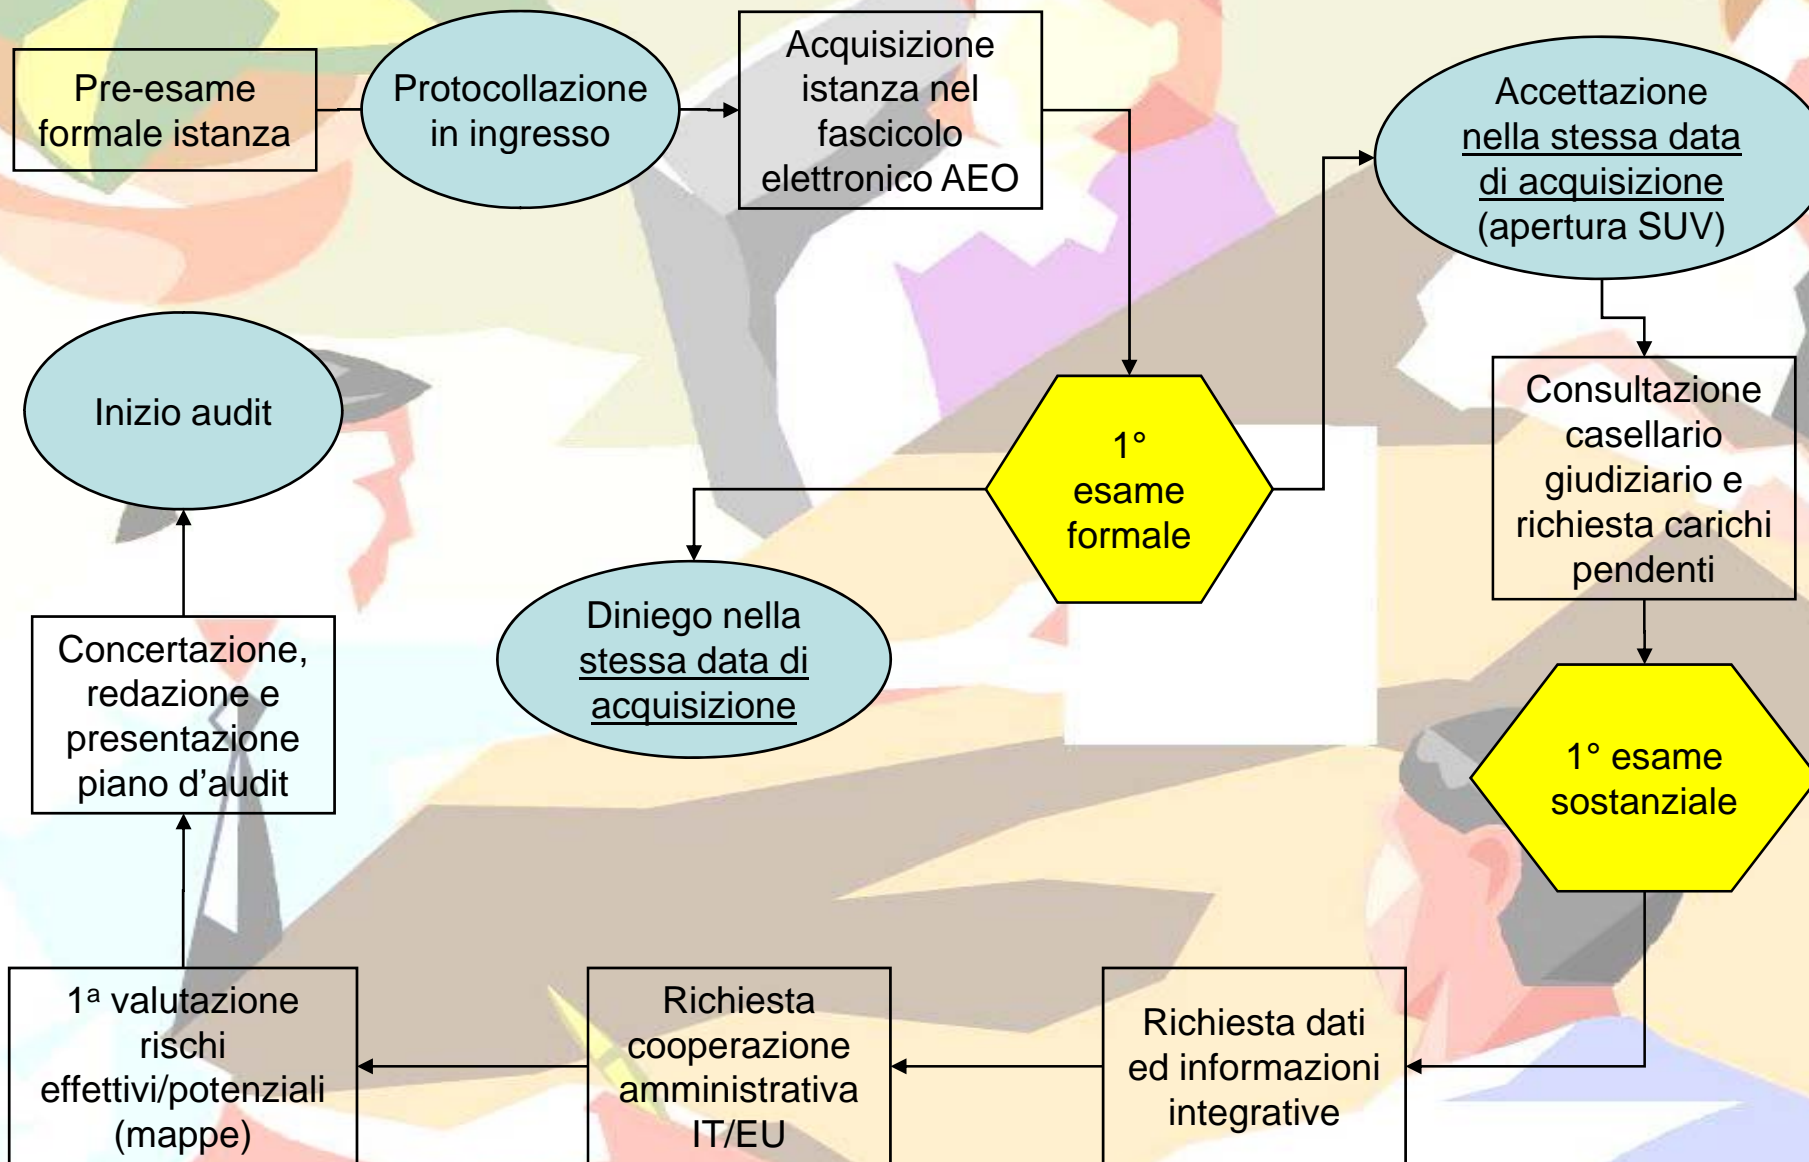 Pre-esame
formale istanza
Protocollazione
in ingresso
Acquisizione
istanza nel
fascicolo
elettronico AEO
Accettazione
nella stessa data
di acquisizione
(apertura SUV)
Inizio audit
1°
esame
formale
Consultazione
casellario
giudiziario e
richiesta carichi
pendenti
Diniego nella
stessa data di
acquisizione
Concertazione,
redazione e
presentazione
piano d’audit
1° esame
sostanziale
1ª valutazione
rischi
effettivi/potenziali
(mappe)
Richiesta
cooperazione
amministrativa
IT/EU
Richiesta dati
ed informazioni
integrative